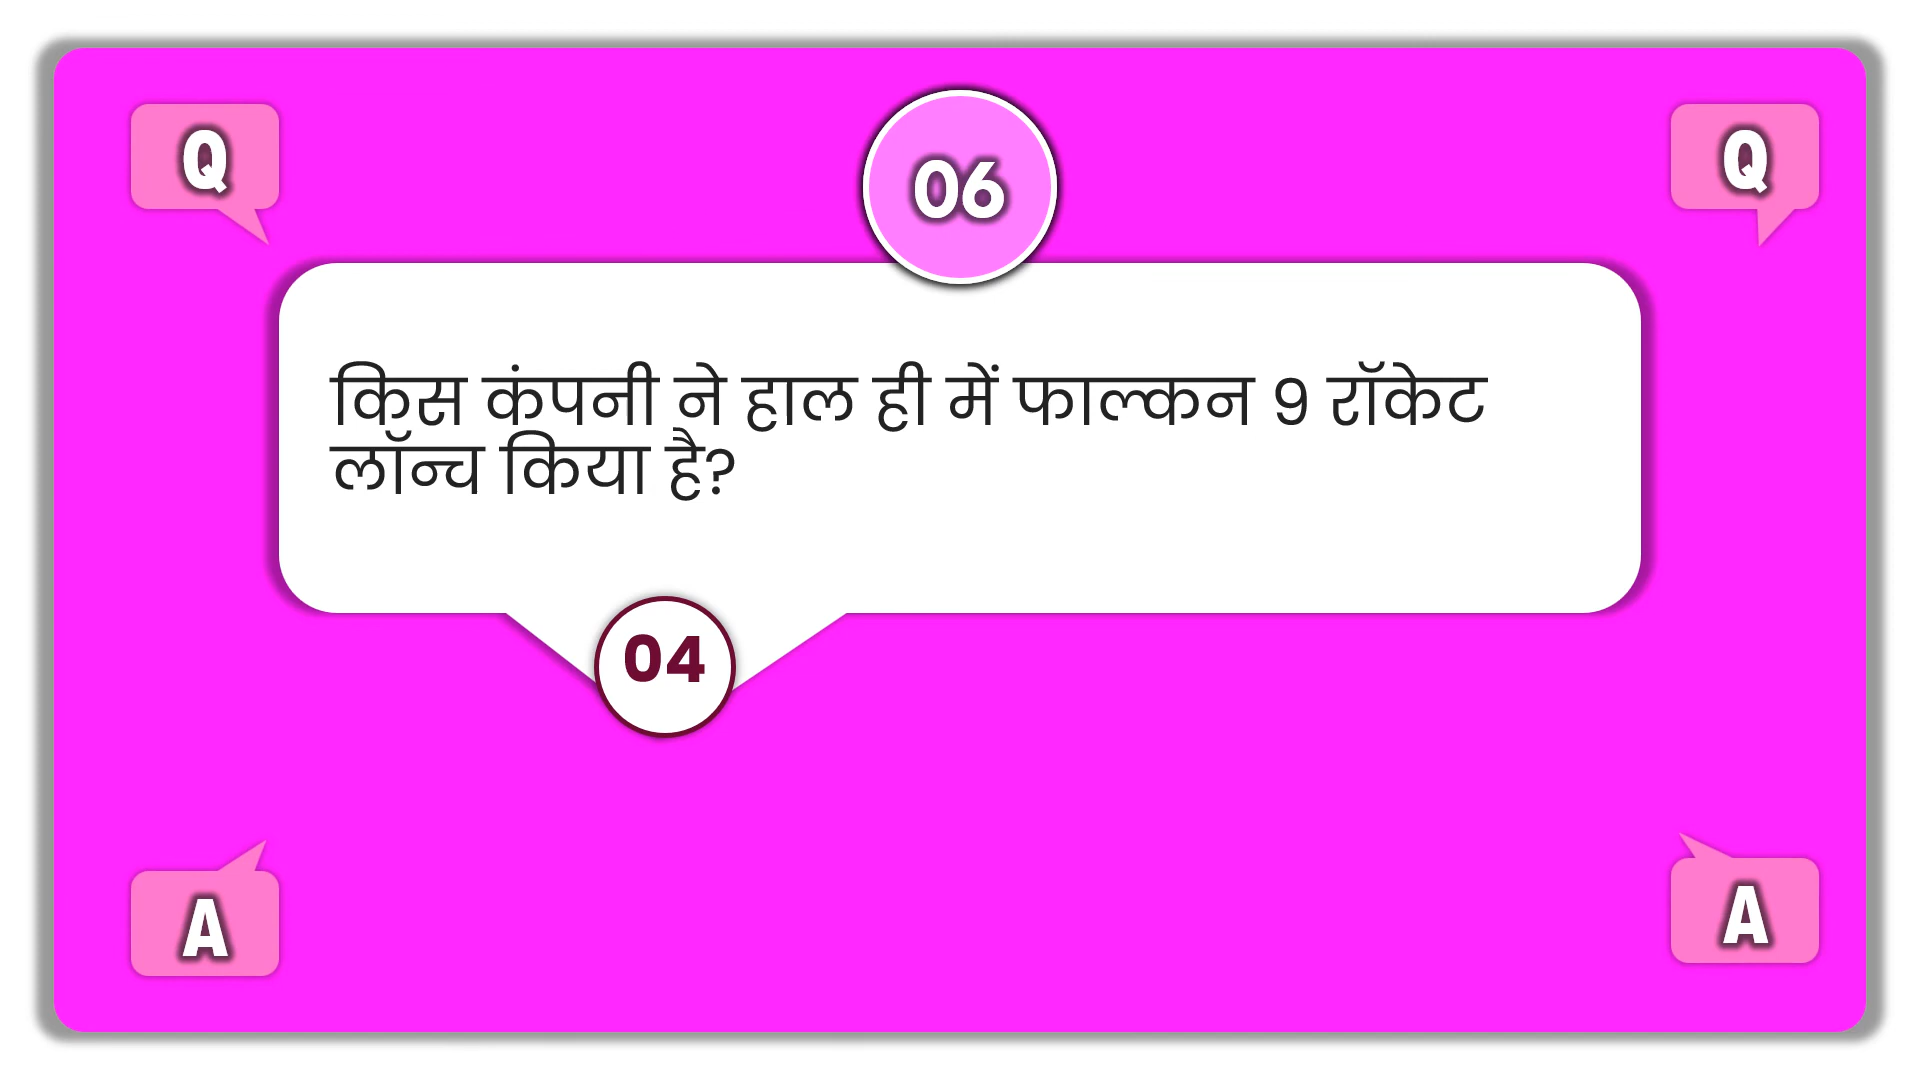 Q
06
Q
किस कंपनी ने हाल ही में फाल्कन 9 रॉकेट
लॉन्च किया है?
04
A
A